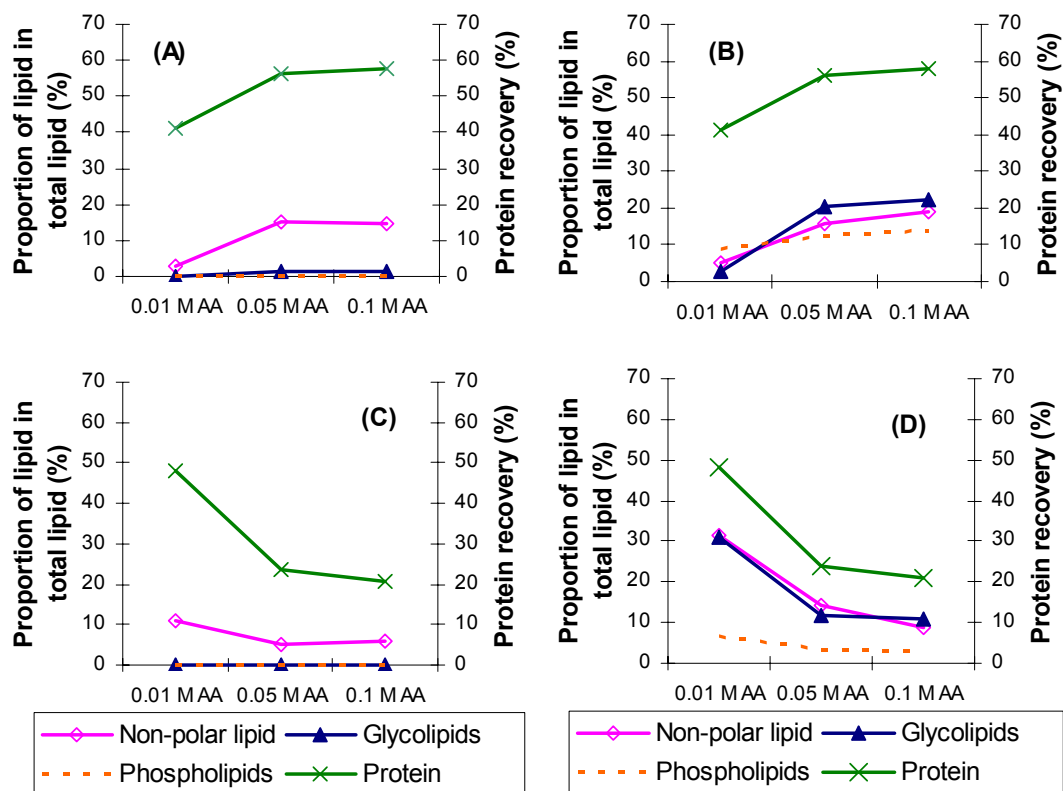 Proportion of lipid in
total lipid (%)
70
60
50
40
30
20
10
0
(A)
70
60
50
40
30
20
10
0
Protein recovery (%)
0.01 M AA 0.05 M AA 0.1 M AA
Proportion of lipid in
total lipid (%)
70
60
50
40
30
20
10
0
(B)
70
60
50
40
30
20
10
0
Protein recovery (%)
0.01 M AA 0.05 M AA 0.1 M AA
Proportion of lipid in
total lipid (%)
70
60
50
40
30
20
10
0
(C)
70
60
50
40
30
20
10
0
Protein recovery (%)
0.01 M AA 0.05 M AA 0.1 M AA
Proportion of lipid in
total lipid (%)
70
60
50
40
30
20
10
0
(D)
70
60
50
40
30
20
10
0
Protein recovery (%)
0.01 M AA 0.05 M AA 0.1 M AA
Non-polar lipid Glycolipids
Phospholipids Protein
Non-polar lipid Glycolipids
Phospholipids Protein